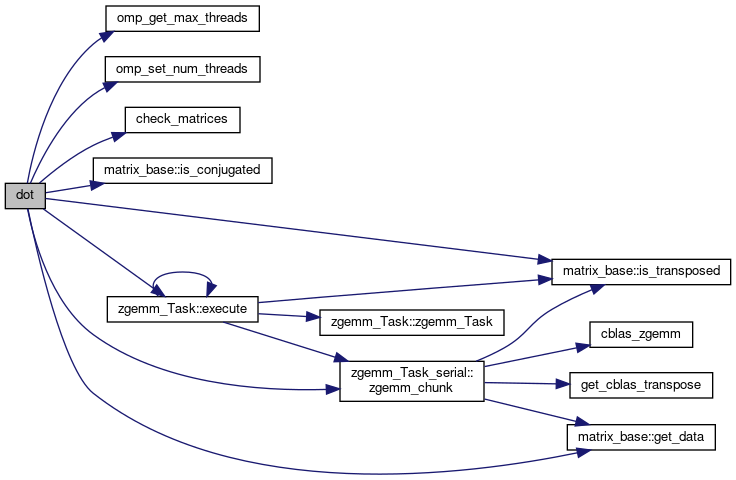 omp_get_max_threads
omp_set_num_threads
check_matrices
matrix_base::is_conjugated
dot
matrix_base::is_transposed
zgemm_Task::execute
zgemm_Task::zgemm_Task
cblas_zgemm
zgemm_Task_serial::
zgemm_chunk
get_cblas_transpose
matrix_base::get_data